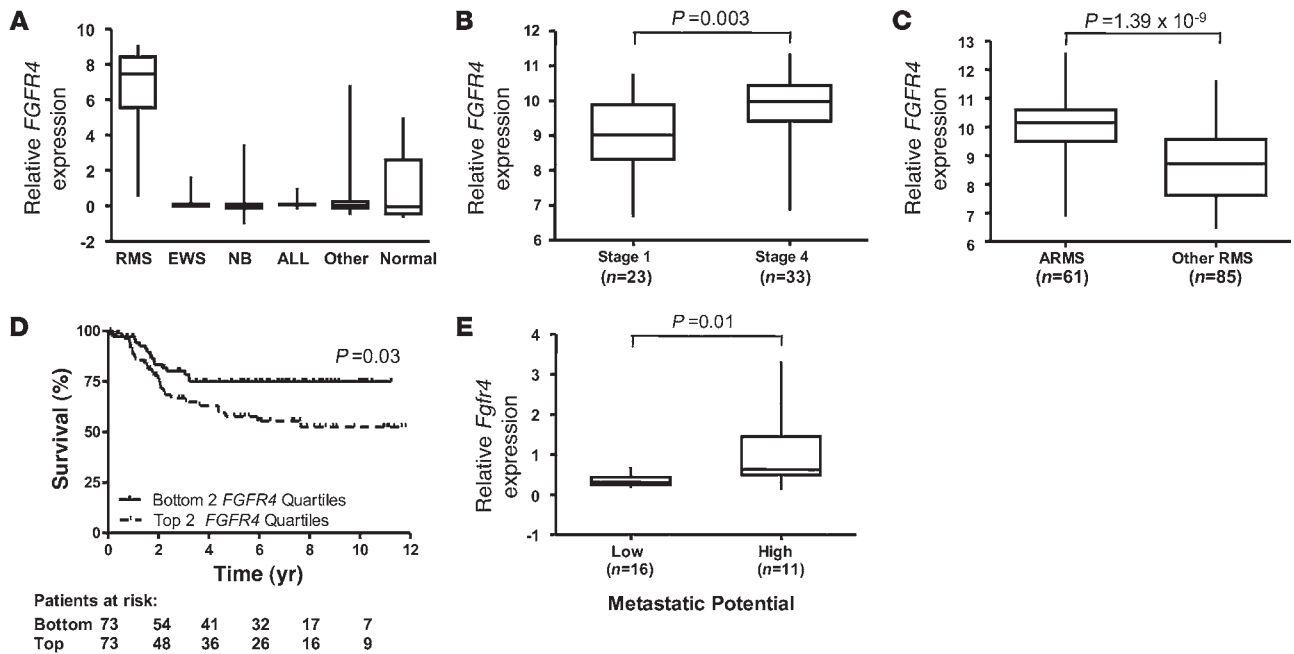 A
Relative FGFR4
expression
10
8
6
4
2
0
-2
RMS EWS NB ALL Other Normal
B
P =0.003
Relative FGFR4
expression
12
11
10
9
8
7
6
Stage 1 Stage 4
(n=23) (n=33)
C
P =1.39 x 10-9
Relative FGFR4
expression
13
12
11
10
9
8
7
6
ARMS Other RMS
(n=61) (n=85)
D
P =0.03
Survival (%)
100
75
50
25
0
Bottom 2 FGFR4 Quartiles
Top 2 FGFR4 Quartiles
0 2 4 6 8 10 12
Time (yr)
Patients at risk:
Bottom 73 54 41 32 17 7
Top 73 48 36 26 16 9
E
P =0.01
Relative Fgfr4
expression
4
3
2
1
0
-1
Low High
(n=16) (n=11)
Metastatic Potential